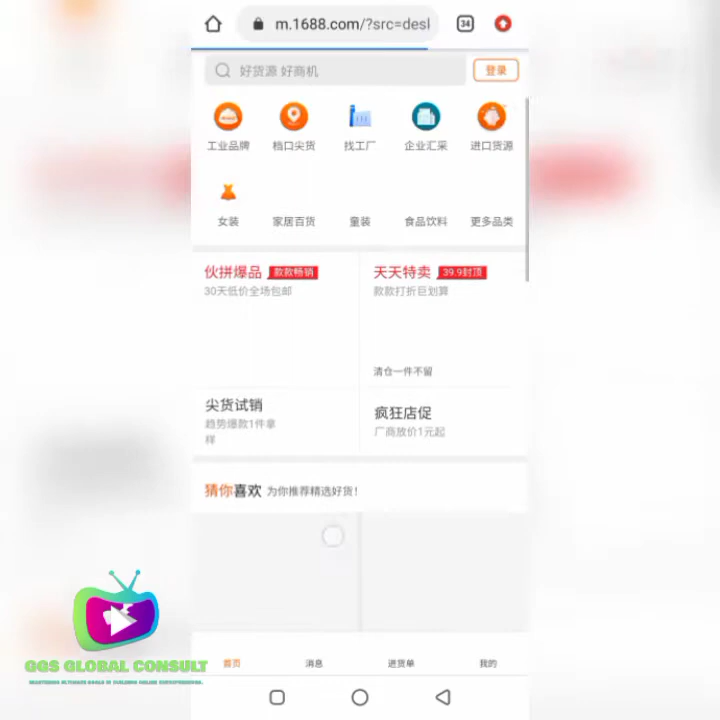 m.1688.com/?src=desl
34
好货源 好商机
登录
工业品牌 档口尖货 找工厂 企业汇采 进口货源
女装 家居百货 童装 食品饮料 更多品类
伙拼爆品 款款畅销
30天低价全场包邮
天天特卖 39.9封顶
款款打折巨划算
清仓一件不留
尖货试销
趋势爆款1件拿
样
疯狂店促
厂商放价1元起
猜你喜欢 为你推荐精选好货!
首页 消息 进货单 我的
GGS GLOBAL CONSULT